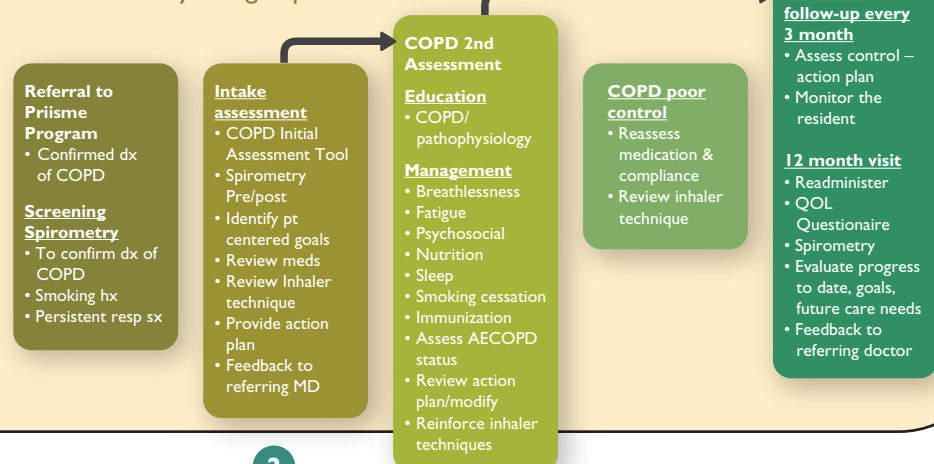 Referral to
Priisme
Program
• Confirmed dx
of COPD
Screening
Spirometry
• To confirm dx of
COPD
• Smoking hx
• Persistent resp sx
Intake
assessment
• COPD Initial
Assessment Tool
• Spirometry
Pre/post
• Identify pt
centered goals
• Review meds
• Review Inhaler
technique
• Provide action
plan
• Feedback to
referring MD
COPD 2nd
Assessment
Education
• COPD/
pathophysiology
Management
• Breathlessness
• Fatigue
• Psychosocial
• Nutrition
• Sleep
• Smoking cessation
• Immunization
• Assess AECOPD
status
• Review action
plan/modify
• Reinforce inhaler
techniques
COPD poor
control
• Reassess
medication &
compliance
• Review inhaler
technique
follow-up every
3 month
• Assess control –
action plan
• Monitor the
resident
12 month visit
• Readminister
• QOL
Questionaire
• Spirometry
• Evaluate progress
to date, goals,
future care needs
• Feedback to
referring doctor